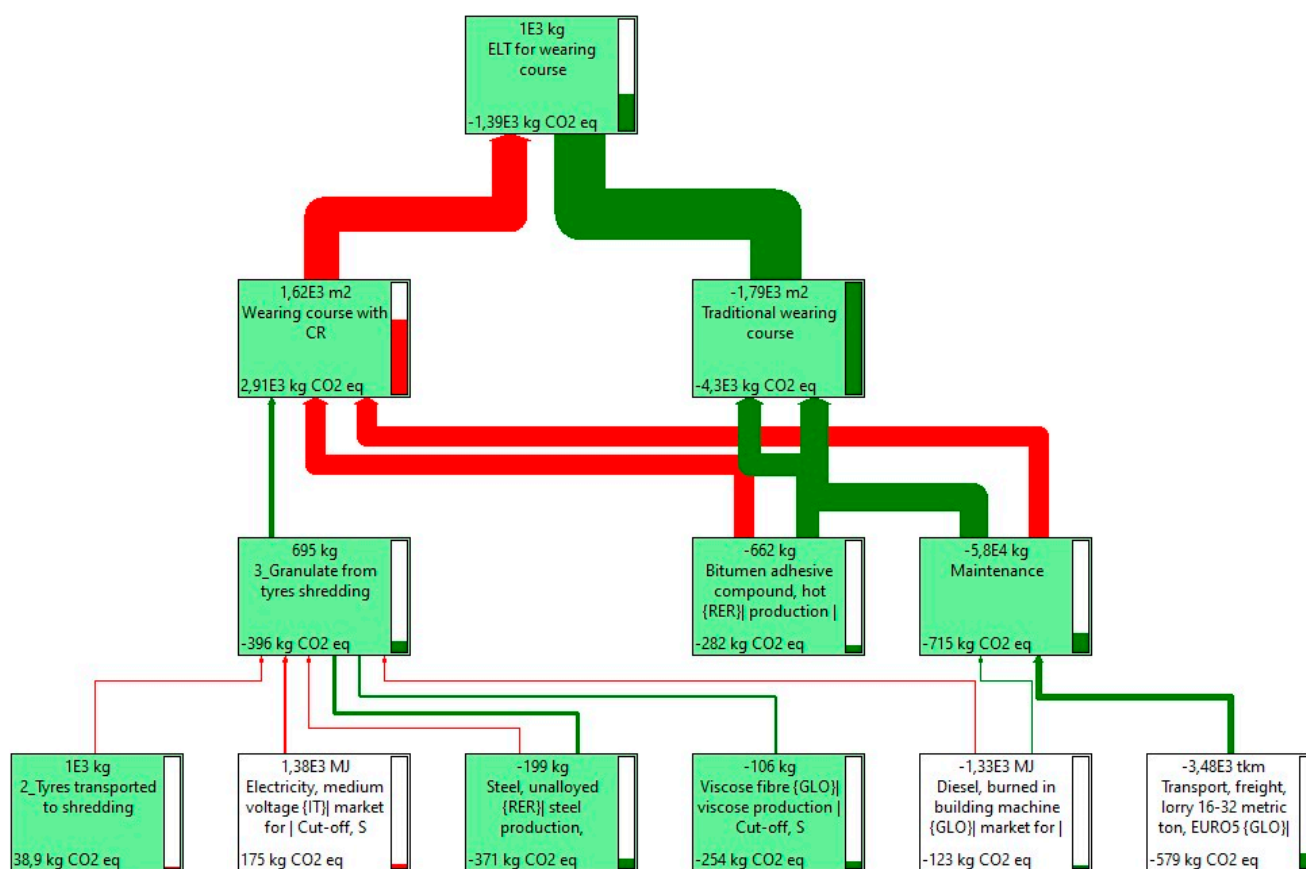 1E3 kg
ELT for wearing
course
-1,39E3 kg CO2 eq
1,62E3 m2
Wearing course with
CR
2,91E3 kg CO2 eq
-1,79E3 m2
Traditional wearing
course
-4,3E3 kg CO2 eq
695 kg
3_Granulate from
tyres shredding
-396 kg CO2 eq
-662 kg
Bitumen adhesive
compound, hot
{RER}| production |
-282 kg CO2 eq
-5,8E4 kg
Maintenance
-715 kg CO2 eq
1E3 kg
2_Tyres transported
to shredding
38,9 kg CO2 eq
1,38E3 MJ
Electricity, medium
voltage {IT}| market
for | Cut-off, S
175 kg CO2 eq
-199 kg
Steel, unalloyed
{RER}| steel
production,
-371 kg CO2 eq
-106 kg
Viscose fibre {GLO}|
viscose production |
Cut-off, S
-254 kg CO2 eq
-1,33E3 MJ
Diesel, burned in
building machine
{GLO}| market for |
-123 kg CO2 eq
-3,48E3 tkm
Transport, freight,
lorry 16-32 metric
ton, EURO5 {GLO}|
-579 kg CO2 eq